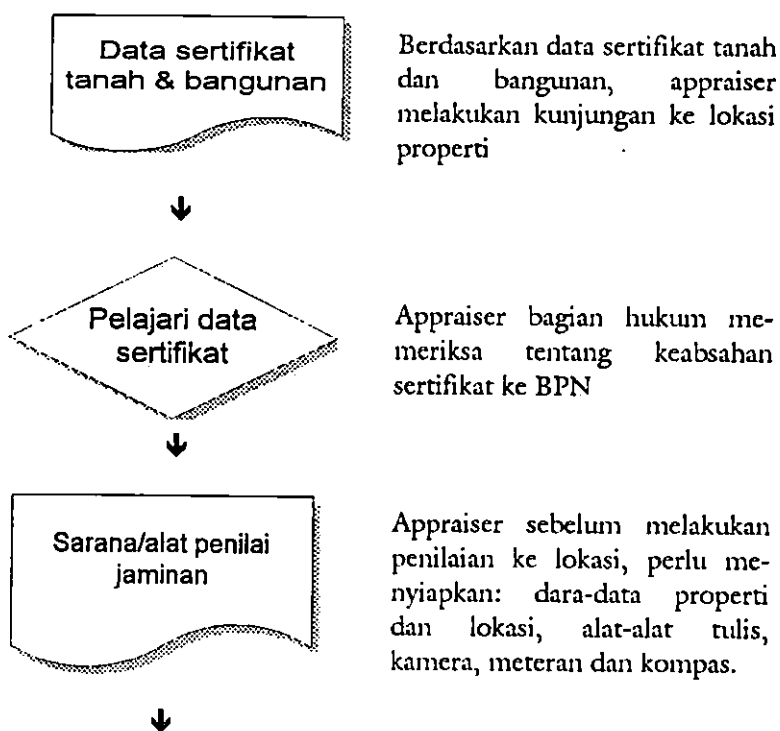 Data sertifikat
tanah & bangunan
Berdasarkan data sertifikat tanah
dan bangunan, appraiser
melakukan kunjungan ke lokasi
properti
Pelajari data
sertifikat
Appraiser bagian hukum me-
meriksa tentang keabsahan
sertifikat ke BPN
Sarana/alat penilai
jaminan
Appraiser sebelum melakukan
penilaian ke lokasi, perlu me-
nyiapkan: dara-data properti
dan lokasi, alat-alat tulis,
kamera, meteran dan kompas.